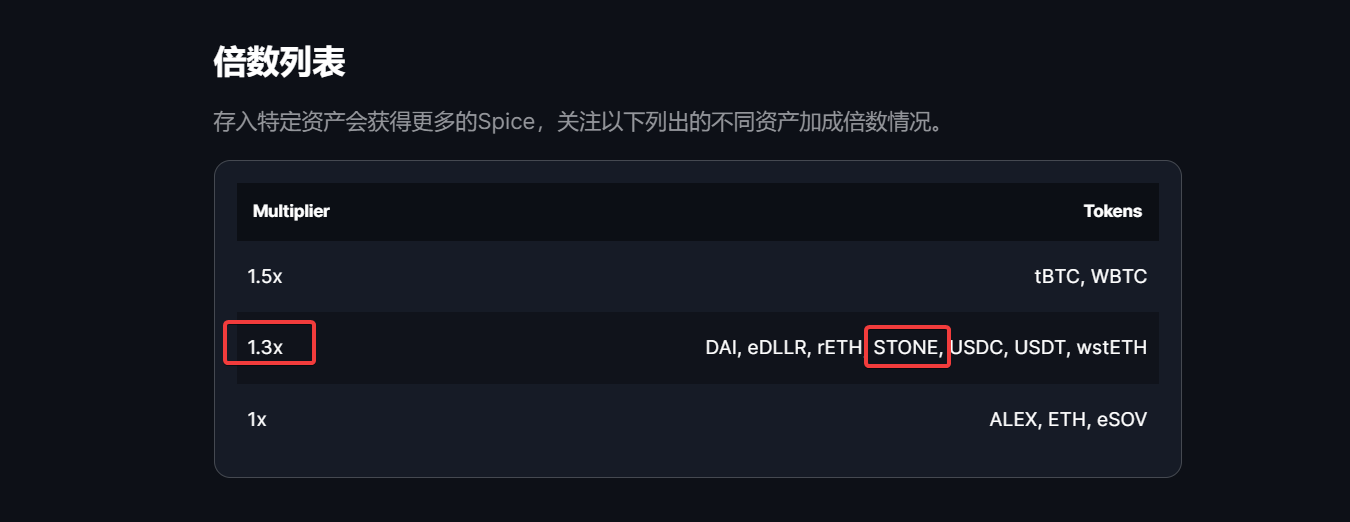 倍数列表
存入特定资产会获得更多的Spice，关注以下列出的不同资产加成倍数情况。
Multiplier Tokens
1.5x tBTC, WBTC
1.3x DAI, eDLLR, rETH, STONE, USDC, USDT, wstETH
1x ALEX, ETH, eSOV